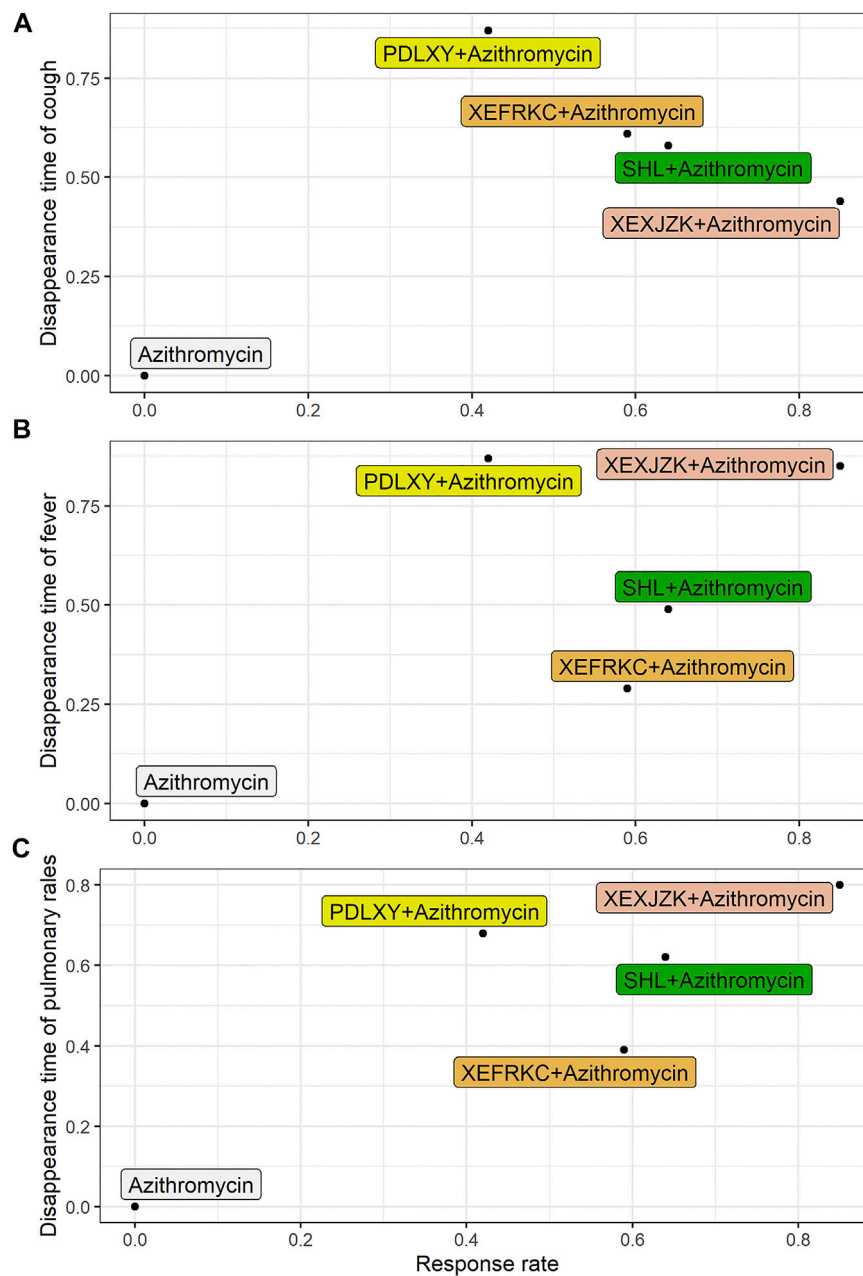 A
Disappearance time of cough
0.75
0.50
0.25
0.00
PDLXY+Azithromycin
XEFRKC+Azithromycin
SHL+Azithromycin
XEXJZK+Azithromycin
Azithromycin
0.0 0.2 0.4 0.6 0.8
B
Disappearance time of fever
0.75
0.50
0.25
0.00
XEXJZK+Azithromycin
PDLXY+Azithromycin
SHL+Azithromycin
XEFRKC+Azithromycin
Azithromycin
0.0 0.2 0.4 0.6 0.8
C
Disappearance time of pulmonary rales
0.8
0.6
0.4
0.2
0.0
XEXJZK+Azithromycin
PDLXY+Azithromycin
SHL+Azithromycin
XEFRKC+Azithromycin
Azithromycin
0.0 0.2 0.4 0.6 0.8
Response rate